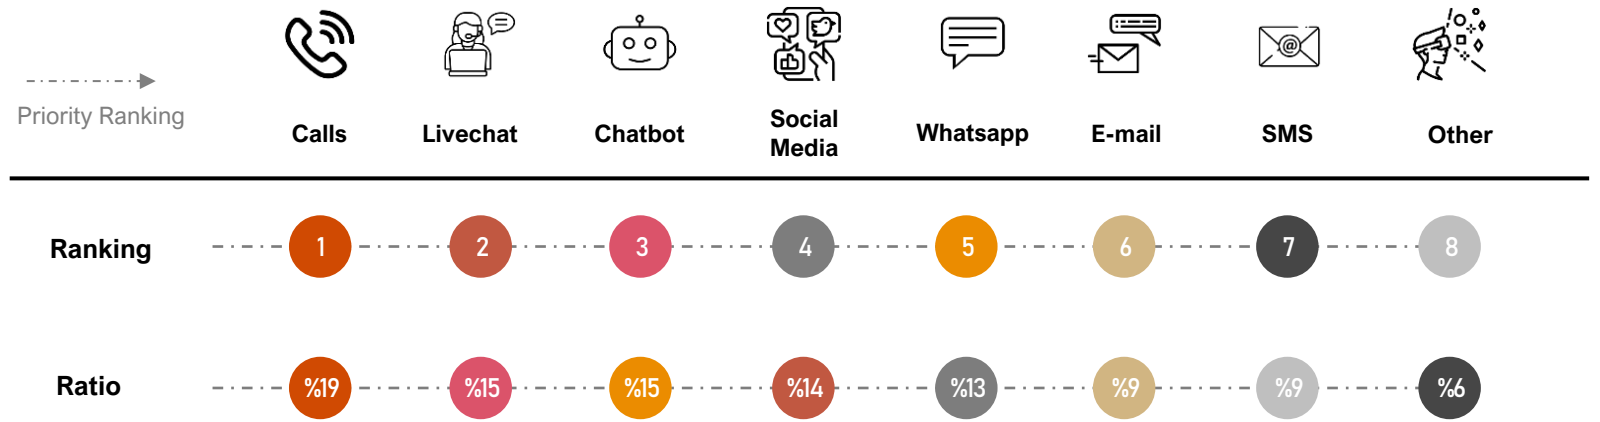 Priority Ranking
Calls
Livechat
Chatbot
Social
Media
Whatsapp
E-mail
SMS
Other
@
Ranking
1 2 3 4 5 6 7 8
Ratio
%19 %15 %15 %14 %13 %9 %9 %6